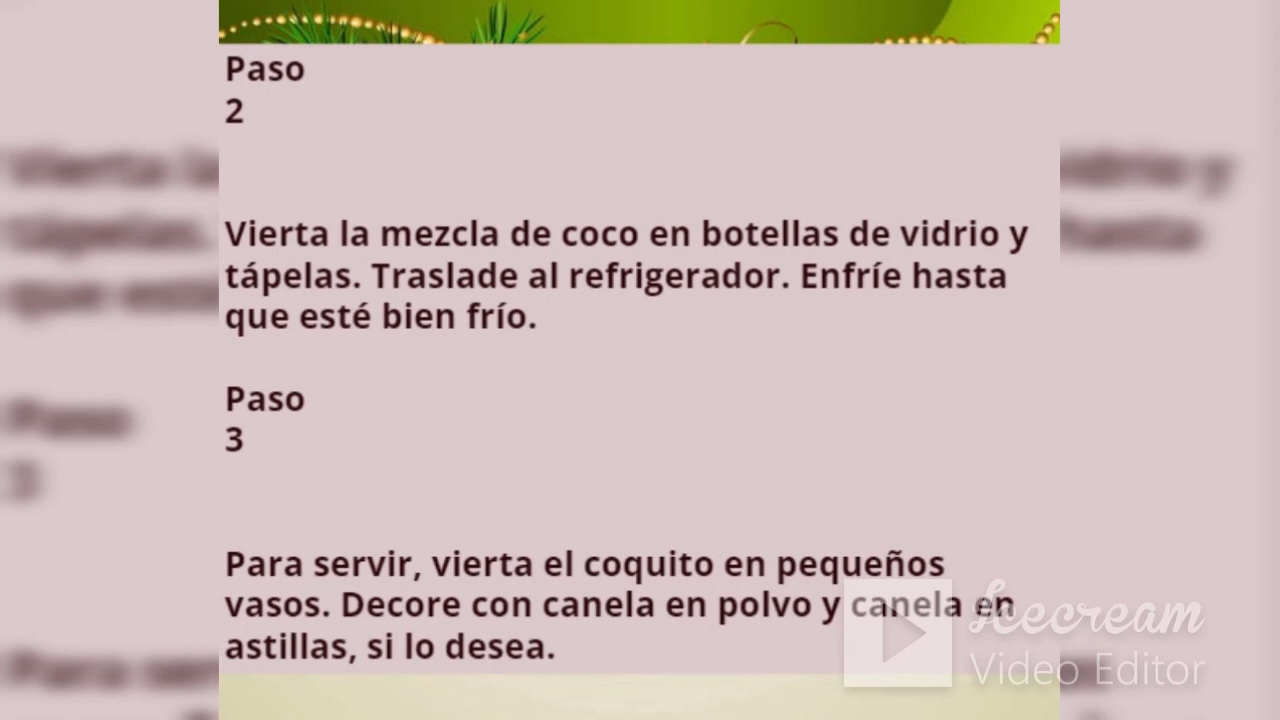 Paso
2
Vierta la mezcla de coco en botellas de vidrio y
tápelas. Traslade al refrigerador. Enfríe hasta
que esté bien frío.
Paso
3
Para servir, vierta el coquito en pequeños
vasos. Decore con canela en polvo y canela en
astillas, si lo desea.
Icecream
Video Editor